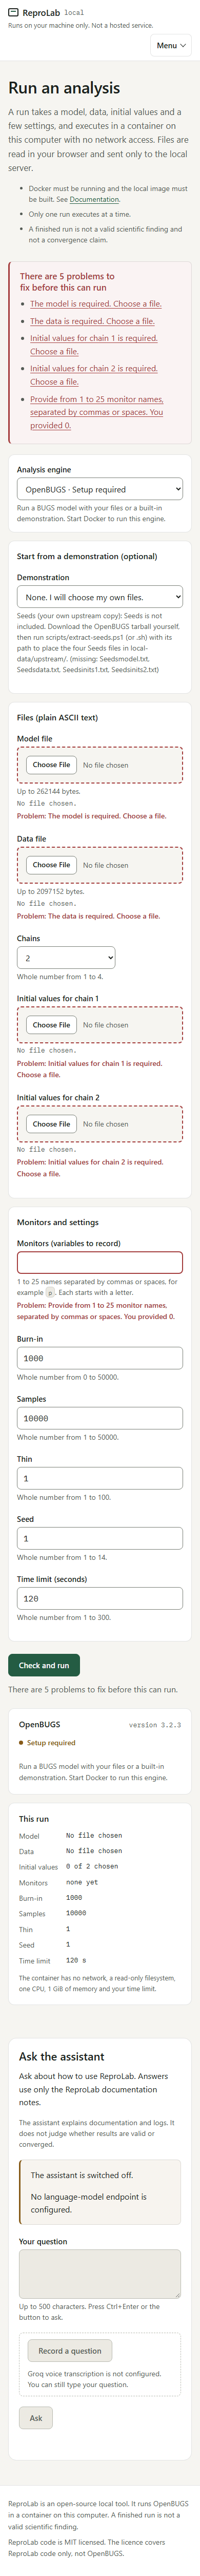 ReproLab local
Runs on your machine only. Not a hosted service.
Menu
Run an analysis
A run takes a model, data, initial values and a
few settings, and executes in a container on
this computer with no network access. Files are
read in your browser and sent only to the local
server.
Docker must be running and the local image must
be built. See Documentation.
Only one run executes at a time.
A finished run is not a valid scientific finding and
not a convergence claim.
There are 5 problems to
fix before this can run
The model is required. Choose a file.
The data is required. Choose a file.
Initial values for chain 1 is required.
Choose a file.
Initial values for chain 2 is required.
Choose a file.
Provide from 1 to 25 monitor names,
separated by commas or spaces. You
provided 0.
Analysis engine
OpenBUGS - Setup required
Run a BUGS model with your files or a built-in
demonstration. Start Docker to run this engine.
Start from a demonstration (optional)
Demonstration
None. I will choose my own files.
Seeds (your own upstream copy): Seeds is not
included. Download the OpenBUGS tarball yourself,
then run scripts/extract-seeds.ps1 (or .sh) with its
path to place the four Seeds files in local-
data/upstream/. (missing: Seedsmodel.txt,
Seedsdata.txt, Seedsinits1.txt, Seedsinits2.txt)
Files (plain ASCII text)
Model file
Choose File No file chosen
Up to 262144 bytes.
No file chosen.
Problem: The model is required. Choose a file.
Data file
Choose File No file chosen
Up to 2097152 bytes.
No file chosen.
Problem: The data is required. Choose a file.
Chains
2
Whole number from 1 to 4.
Initial values for chain 1
Choose File No file chosen
No file chosen.
Problem: Initial values for chain 1 is required.
Choose a file.
Initial values for chain 2
Choose File No file chosen
No file chosen.
Problem: Initial values for chain 2 is required.
Choose a file.
Monitors and settings
Monitors (variables to record)
1 to 25 names separated by commas or spaces, for
example p. Each starts with a letter.
Problem: Provide from 1 to 25 monitor names,
separated by commas or spaces. You provided 0.
Burn-in
1000
Whole number from 0 to 50000.
Samples
10000
Whole number from 1 to 50000.
Thin
1
Whole number from 1 to 100.
Seed
1
Whole number from 1 to 14.
Time limit (seconds)
120
Whole number from 1 to 300.
Check and run
There are 5 problems to fix before this can run.
OpenBUGS version 3.2.3
Setup required
Run a BUGS model with your files or a built-in
demonstration. Start Docker to run this engine.
This run
Model No file chosen
Data No file chosen
Initial values 0 of 2 chosen
Monitors none yet
Burn-in 1000
Samples 10000
Thin 1
Seed 1
Time limit 120 s
The container has no network, a read-only filesystem,
one CPU, 1 GiB of memory and your time limit.
Ask the assistant
Ask about how to use ReproLab. Answers
use only the ReproLab documentation
notes.
The assistant explains documentation and logs. It
does not judge whether results are valid or
converged.
The assistant is switched off.
No language-model endpoint is
configured.
Your question
Up to 500 characters. Press Ctrl+Enter or the
button to ask.
Record a question
Groq voice transcription is not configured.
You can still type your question.
Ask
ReproLab is an open-source local tool. It runs OpenBUGS
in a container on this computer. A finished run is not a
valid scientific finding.
ReproLab code is MIT licensed. The licence covers
ReproLab code only, not OpenBUGS.